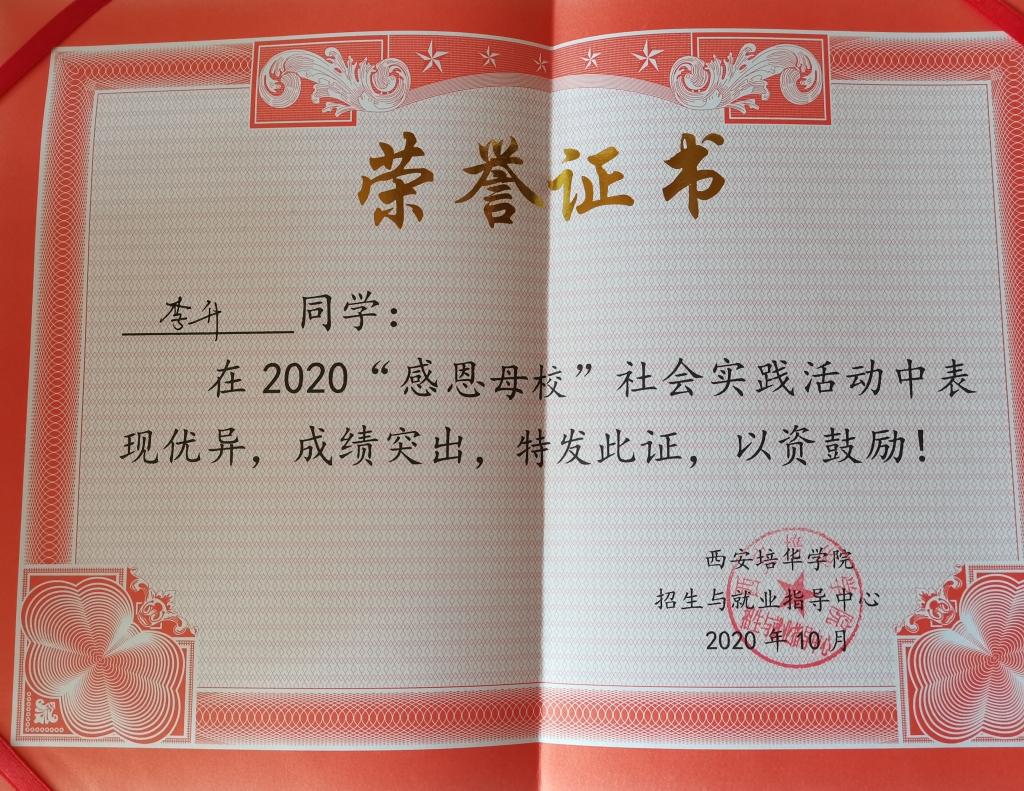 荣誉证书
李升 同学：
在2020“感恩母校”社会实践活动中表
现优异，成绩突出，特发此证，以资鼓励！
西安培华学院
招生与就业指导中心
2020年10月